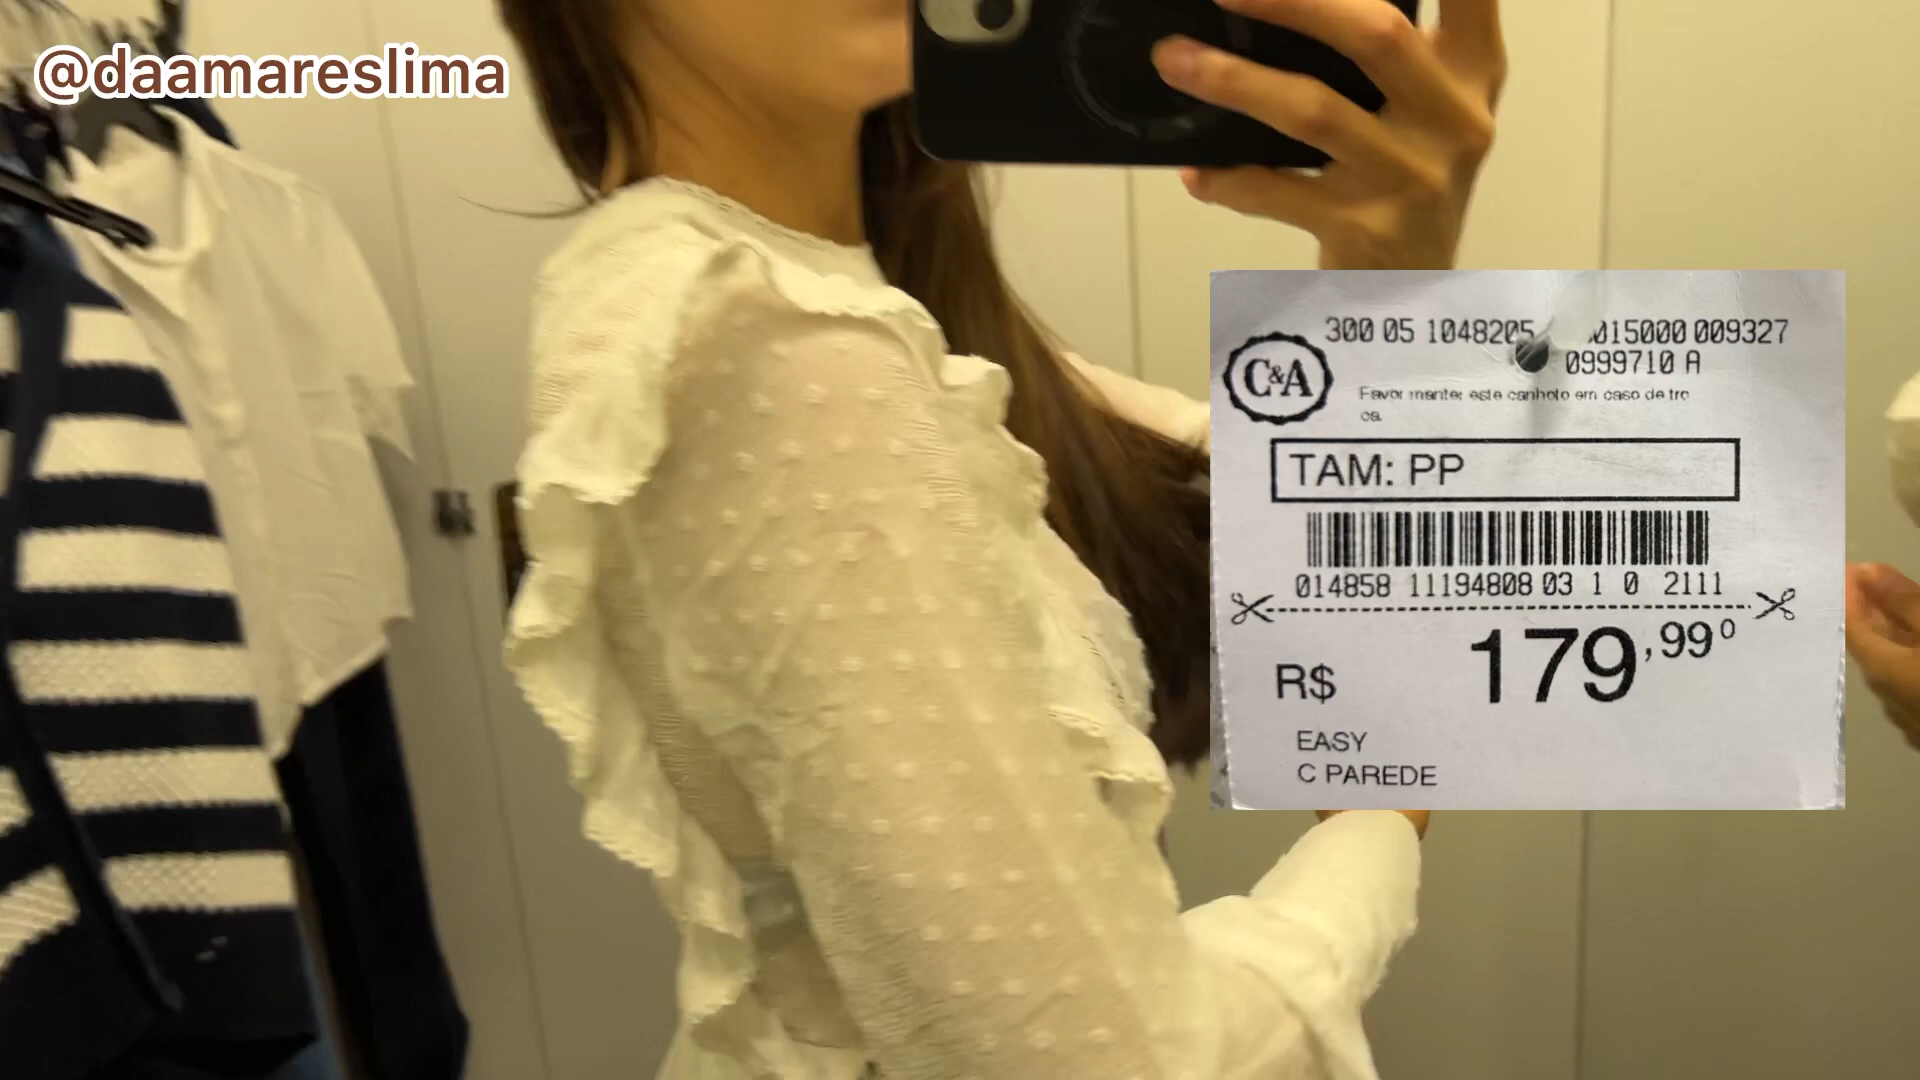 @daamareslima
300 05 1048205 015000 009327
0999710 A
C&A
Favor manter este canhoto em caso de tro
ca.
TAM: PP
014858 11194808 03 1 0 2111
R$ 179,99⁰
EASY
C PAREDE